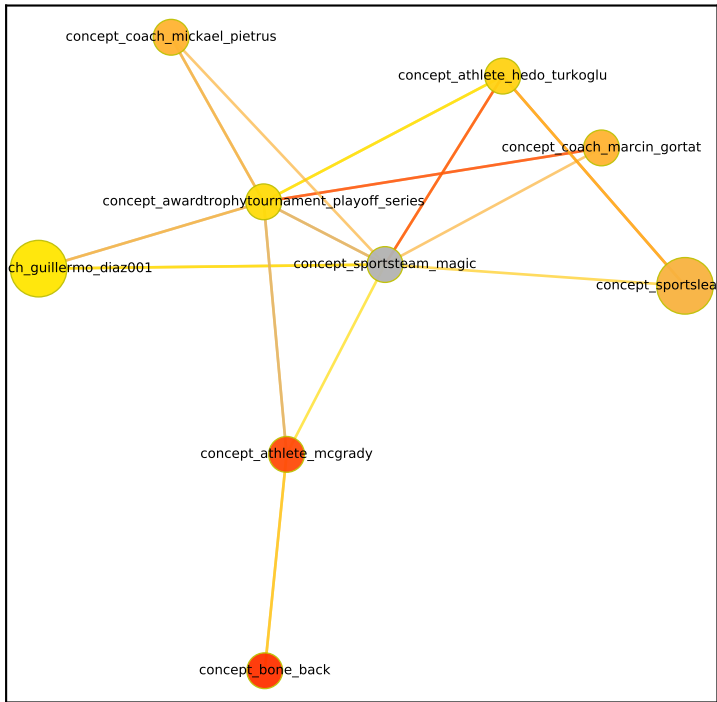 concept_coach_mickael_pietrus
concept_athlete_hedo_turkoglu
concept_coach_marcin_gortat
concept_awardtrophytournament_playoff_series
concept_sportsteam_magic
ch_guillermo_diaz001
concept_sportslea
concept_athlete_mcgrady
concept_bone_back